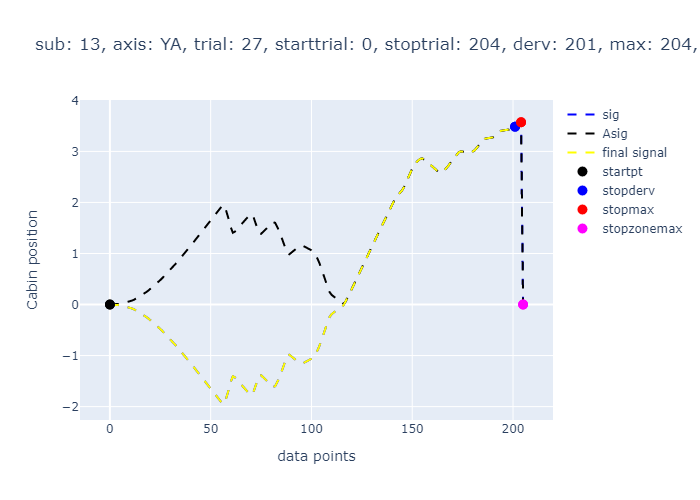 sub: 13, axis: YA, trial: 27, starttrial: 0, stoptrial: 204, derv: 201, max: 204,
4
3
2
1
0
−1
−2
Cabin position
0
50
100
150
200
data points
sig
Asig
final signal
startpt
stopderv
stopmax
stopzonemax